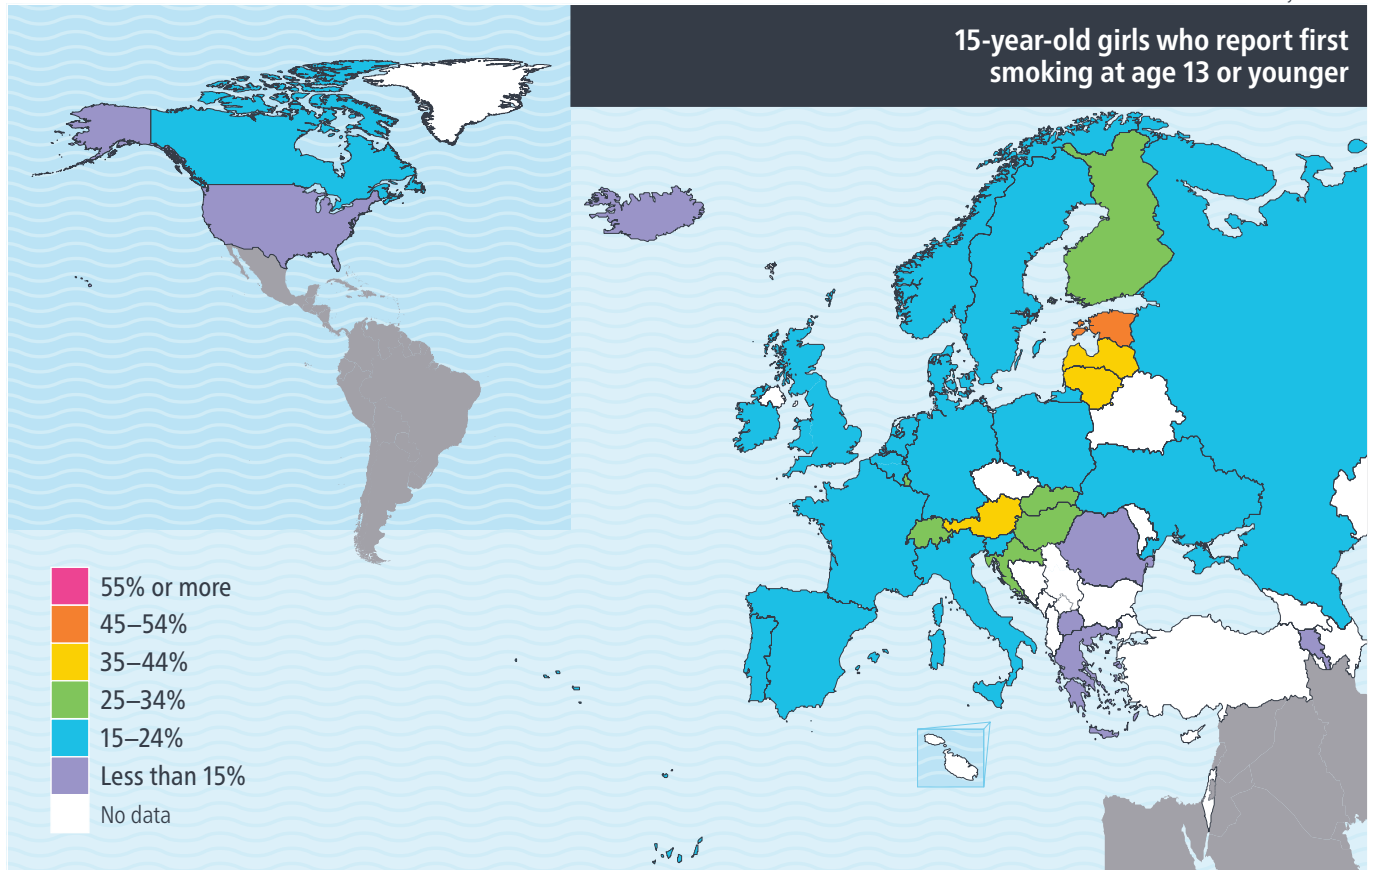 15-year-old girls who report first
smoking at age 13 or younger
55% or more
45–54%
35–44%
25–34%
15–24%
Less than 15%
No data